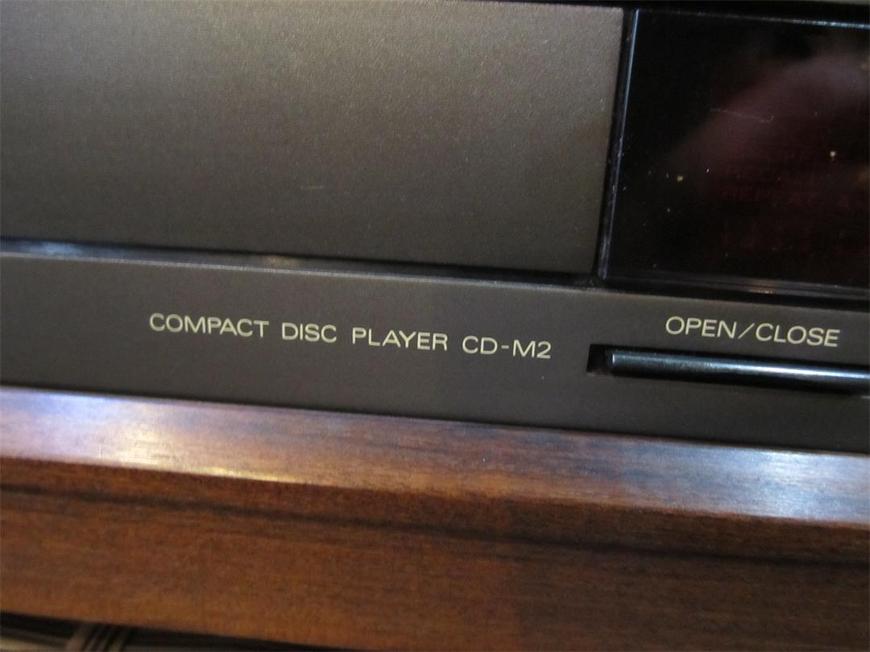 COMPACT DISC PLAYER CD-M2
OPEN/CLOSE